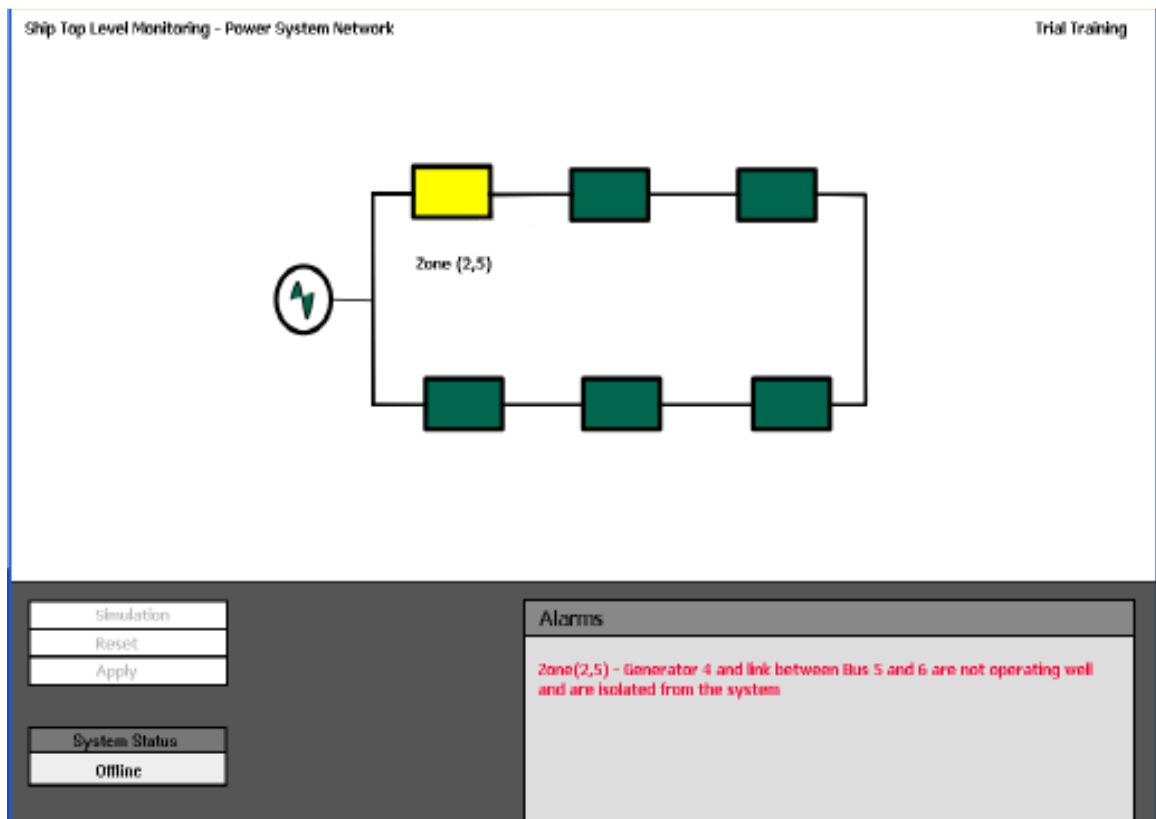 Ship Top Level Monitoring - Power System Network
Trial Training
Zone (2,5)
Simulation
Reset
Apply
System Status
Offline
Alarms
Zone(2,5) - Generator 4 and link between Bus 5 and 6 are not operating well
and are isolated from the system